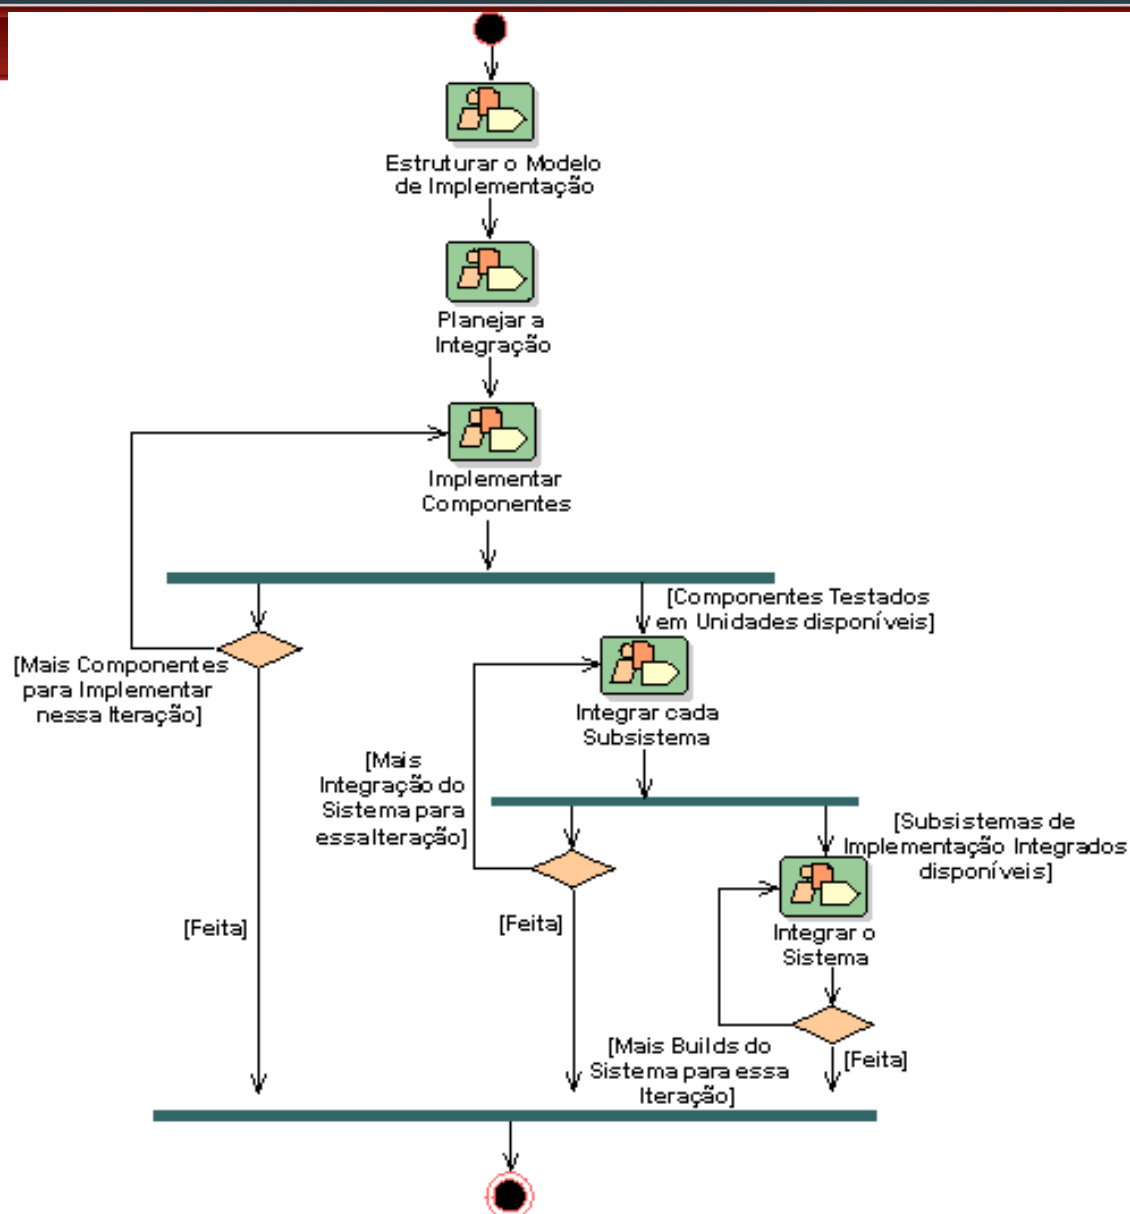 Estruturar o Modelo
de Implementação
Planejar a
Integração
Implementar
Componentes
[Componentes Testados
em Unidades disponíveis]
[Mais Componentes
para Implementar
nessa Iteração]
Integrar cada
Subsistema
[Mais
Integração do
Sistema para
essaIteração]
[Subsistemas de
Implementação Integrados
disponíveis]
[Feita]
[Feita]
Integrar o
Sistema
[Mais Builds do
Sistema para essa
Iteração]
[Feita]